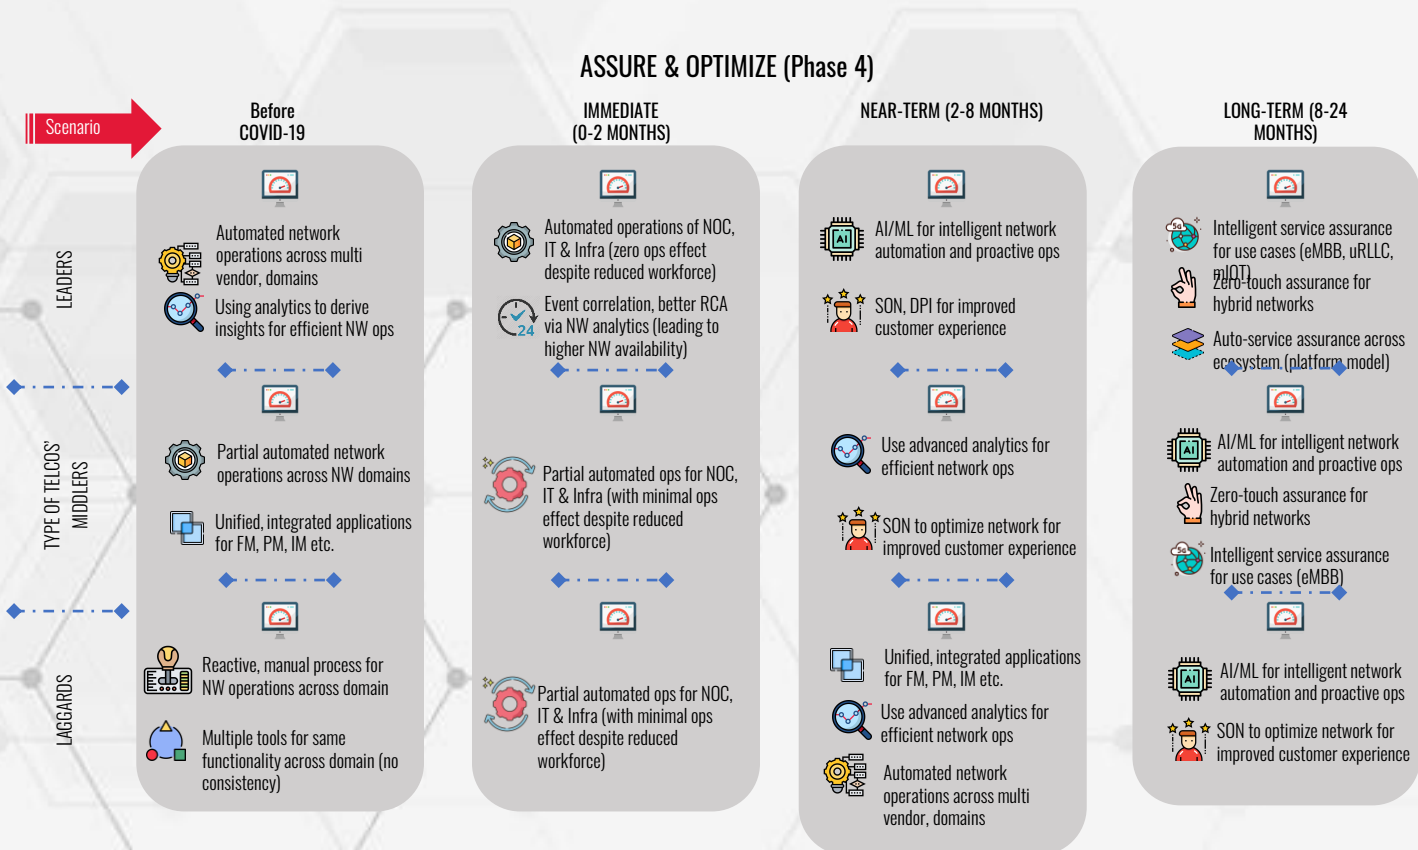 ASSURE & OPTIMIZE (Phase 4)
Scenario
Before
COVID-19
IMMEDIATE
(0-2 MONTHS)
NEAR-TERM (2-8 MONTHS)
LONG-TERM (8-24
MONTHS)
TYPE OF TELCOS'
LEADERS
Automated network
operations across multi
vendor, domains
Using analytics to derive
insights for efficient NW ops
Automated operations of NOC,
IT & Infra (zero ops effect
despite reduced workforce)
24
Event correlation, better RCA
via NW analytics (leading to
higher NW availability)
AI
AI/ML for intelligent network
automation and proactive ops
SON, DPI for improved
customer experience
5G
Intelligent service assurance
for use cases (eMBB, uRLLC,
mIOT)
Zero-touch assurance for
hybrid networks
Auto-service assurance across
ecosystem (platform model)
MIDDLERS
Partial automated network
operations across NW domains
Unified, integrated applications
for FM, PM, IM etc.
Partial automated ops for NOC,
IT & Infra (with minimal ops
effect despite reduced
workforce)
Use advanced analytics for
efficient network ops
SON to optimize network for
improved customer experience
AI
AI/ML for intelligent network
automation and proactive ops
Zero-touch assurance for
hybrid networks
5G
Intelligent service assurance
for use cases (eMBB)
LAGGARDS
Reactive, manual process for
NW operations across domain
Multiple tools for same
functionality across domain (no
consistency)
Partial automated ops for NOC,
IT & Infra (with minimal ops
effect despite reduced
workforce)
Unified, integrated applications
for FM, PM, IM etc.
Use advanced analytics for
efficient network ops
Automated network
operations across multi
vendor, domains
AI
AI/ML for intelligent network
automation and proactive ops
SON to optimize network for
improved customer experience